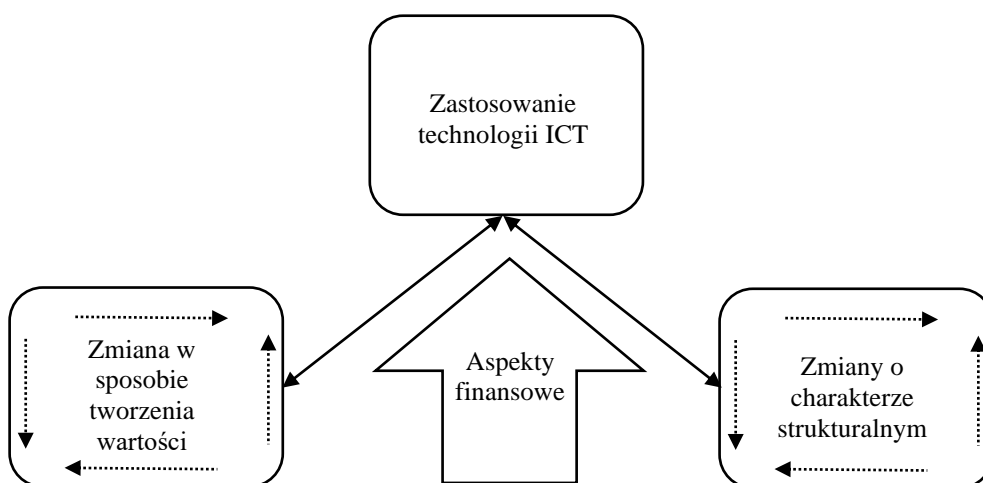 Zastosowanie
technologii ICT
Zmiana w
sposobie
tworzenia
wartości
Aspekty
finansowe
Zmiany o
charakterze
strukturalnym